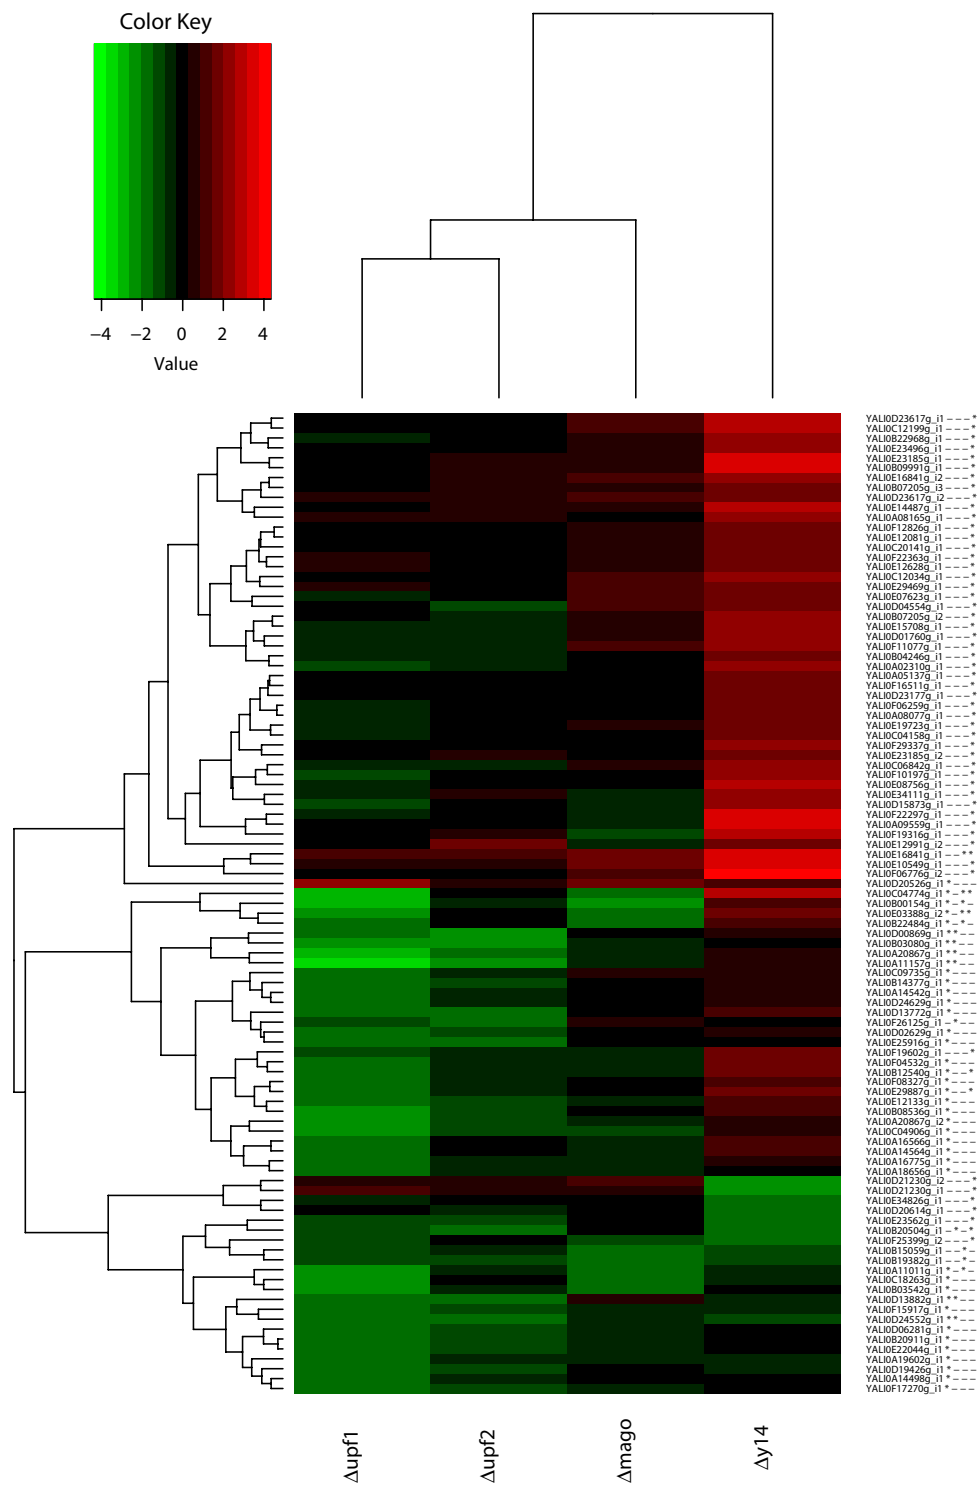 Color Key
−4 −2 0 2 4
Value
YALI0D23617g_i1 − − − *
YALI0C12199g_i1 − − − *
YALI0B22968g_i1 − − − *
YALI0E23496g_i1 − − − *
YALI0E23185g_i1 − − − *
YALI0B09991g_i1 − − − *
YALI0E16841g_i2 − − − *
YALI0B07205g_i3 − − − *
YALI0D23617g_i2 − − − *
YALI0E14487g_i1 − − − *
YALI0A08165g_i1 − − − *
YALI0F12826g_i1 − − − *
YALI0E12081g_i1 − − − *
YALI0C20141g_i1 − − − *
YALI0F22363g_i1 − − − *
YALI0E12628g_i1 − − − *
YALI0C12034g_i1 − − − *
YALI0E29469g_i1 − − − *
YALI0E07623g_i1 − − − *
YALI0D04554g_i1 − − − *
YALI0B07205g_i2 − − − *
YALI0E15708g_i1 − − − *
YALI0D01760g_i1 − − − *
YALI0F11077g_i1 − − − *
YALI0B04246g_i1 − − − *
YALI0A02310g_i1 − − − *
YALI0A05137g_i1 − − − *
YALI0F16511g_i1 − − − *
YALI0D23177g_i1 − − − *
YALI0F06259g_i1 − − − *
YALI0A08077g_i1 − − − *
YALI0E19723g_i1 − − − *
YALI0C04158g_i1 − − − *
YALI0F29337g_i1 − − − *
YALI0E23185g_i2 − − − *
YALI0C06842g_i1 − − − *
YALI0F10197g_i1 − − − *
YALI0E08756g_i1 − − − *
YALI0E34111g_i1 − − − *
YALI0D15873g_i1 − − − *
YALI0F22297g_i1 − − − *
YALI0A09559g_i1 − − − *
YALI0F19316g_i1 − − − *
YALI0E12991g_i2 − − − *
YALI0E16841g_i1 − − * *
YALI0E10549g_i1 − − − *
YALI0F06776g_i2 − − − *
YALI0D20526g_i1 * − − −
YALI0C04774g_i1 * − * *
YALI0B00154g_i1 * − * −
YALI0E03388g_i2 * − * *
YALI0B22484g_i1 * − * −
YALI0D00869g_i1 * * − −
YALI0B03080g_i1 * * − −
YALI0A20867g_i1 * * − −
YALI0A11157g_i1 * * − −
YALI0C09735g_i1 * − − −
YALI0B14377g_i1 * − − −
YALI0A14542g_i1 * − − −
YALI0D24629g_i1 * − − −
YALI0D13772g_i1 * − − −
YALI0F26125g_i1 − * − −
YALI0D02629g_i1 * − − −
YALI0E25916g_i1 * − − −
YALI0F19602g_i1 − − − *
YALI0F04532g_i1 * − − −
YALI0B12540g_i1 * − − *
YALI0F08327g_i1 * − − −
YALI0E29887g_i1 * − − *
YALI0E12133g_i1 * − − −
YALI0B08536g_i1 * − − −
YALI0A20867g_i2 * − − −
YALI0C04906g_i1 * − − −
YALI0A16566g_i1 * − − −
YALI0A14564g_i1 * − − −
YALI0A16775g_i1 * − − −
YALI0A18656g_i1 * − − −
YALI0D21230g_i2 − − − *
YALI0D21230g_i1 − − − *
YALI0E34826g_i1 − − − *
YALI0D20614g_i1 − − − *
YALI0E23562g_i1 − − − *
YALI0B20504g_i1 − * − *
YALI0F25399g_i2 − − − *
YALI0B15059g_i1 − − * −
YALI0B19382g_i1 − − * −
YALI0A11011g_i1 * − * −
YALI0C18263g_i1 * − − −
YALI0B03542g_i1 * − − −
YALI0D13882g_i1 * * − −
YALI0F15917g_i1 * − − −
YALI0D24552g_i1 * * − −
YALI0D06281g_i1 * − − −
YALI0B20911g_i1 * − − −
YALI0E22044g_i1 * − − −
YALI0A19602g_i1 * − − −
YALI0D19426g_i1 * − − −
YALI0A14498g_i1 * − − −
YALI0F17270g_i1 * − − −
Δupf1
Δupf2
Δmago
Δy14